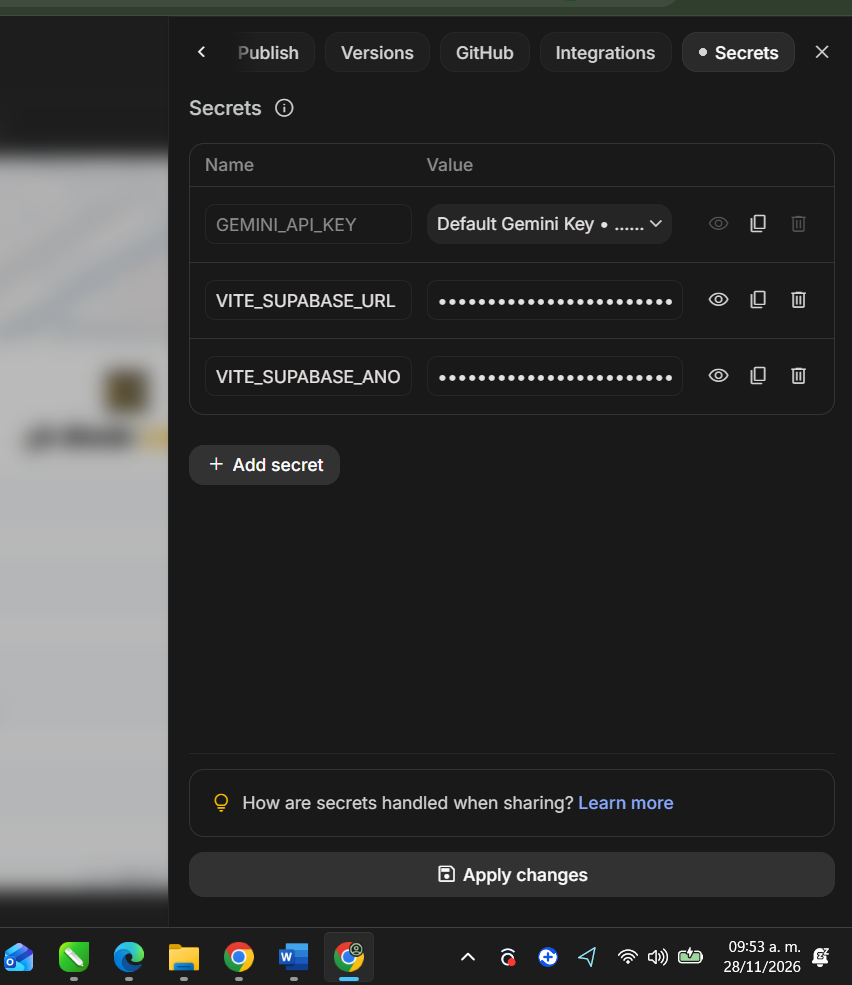 Publish
Versions
GitHub
Integrations
Secrets
Secrets
Name
Value
GEMINI_API_KEY
Default Gemini Key • ......
VITE_SUPABASE_URL
••••••••••••••••••••••••
VITE_SUPABASE_ANO
••••••••••••••••••••••••
+ Add secret
How are secrets handled when sharing? Learn more
Apply changes
09:53 a. m.
28/11/2026